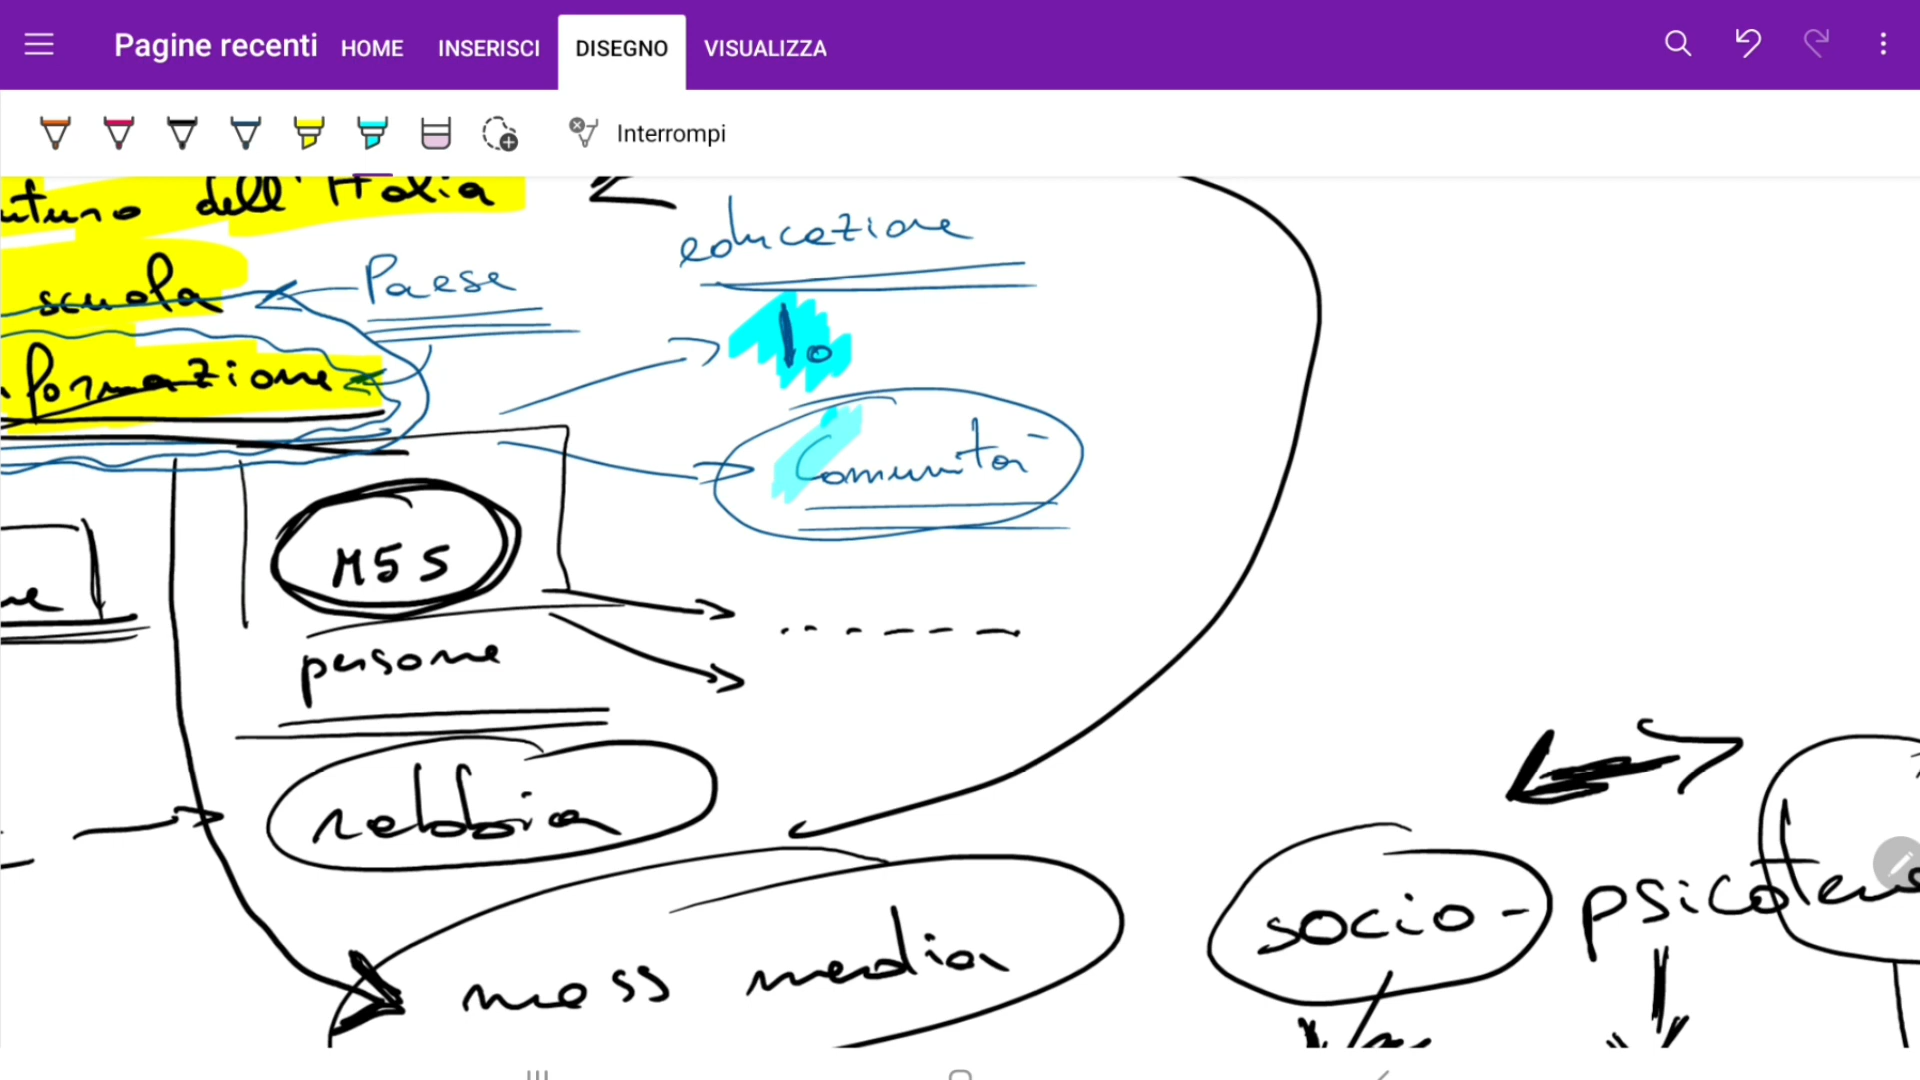 Pagine recenti HOME INSERISCI DISEGNO VISUALIZZA
Interrompi
dell'Italia
educazione
scuola
Paese
Io
formazione
Comunità
M5S
persone
rabbia
socio-
mass media